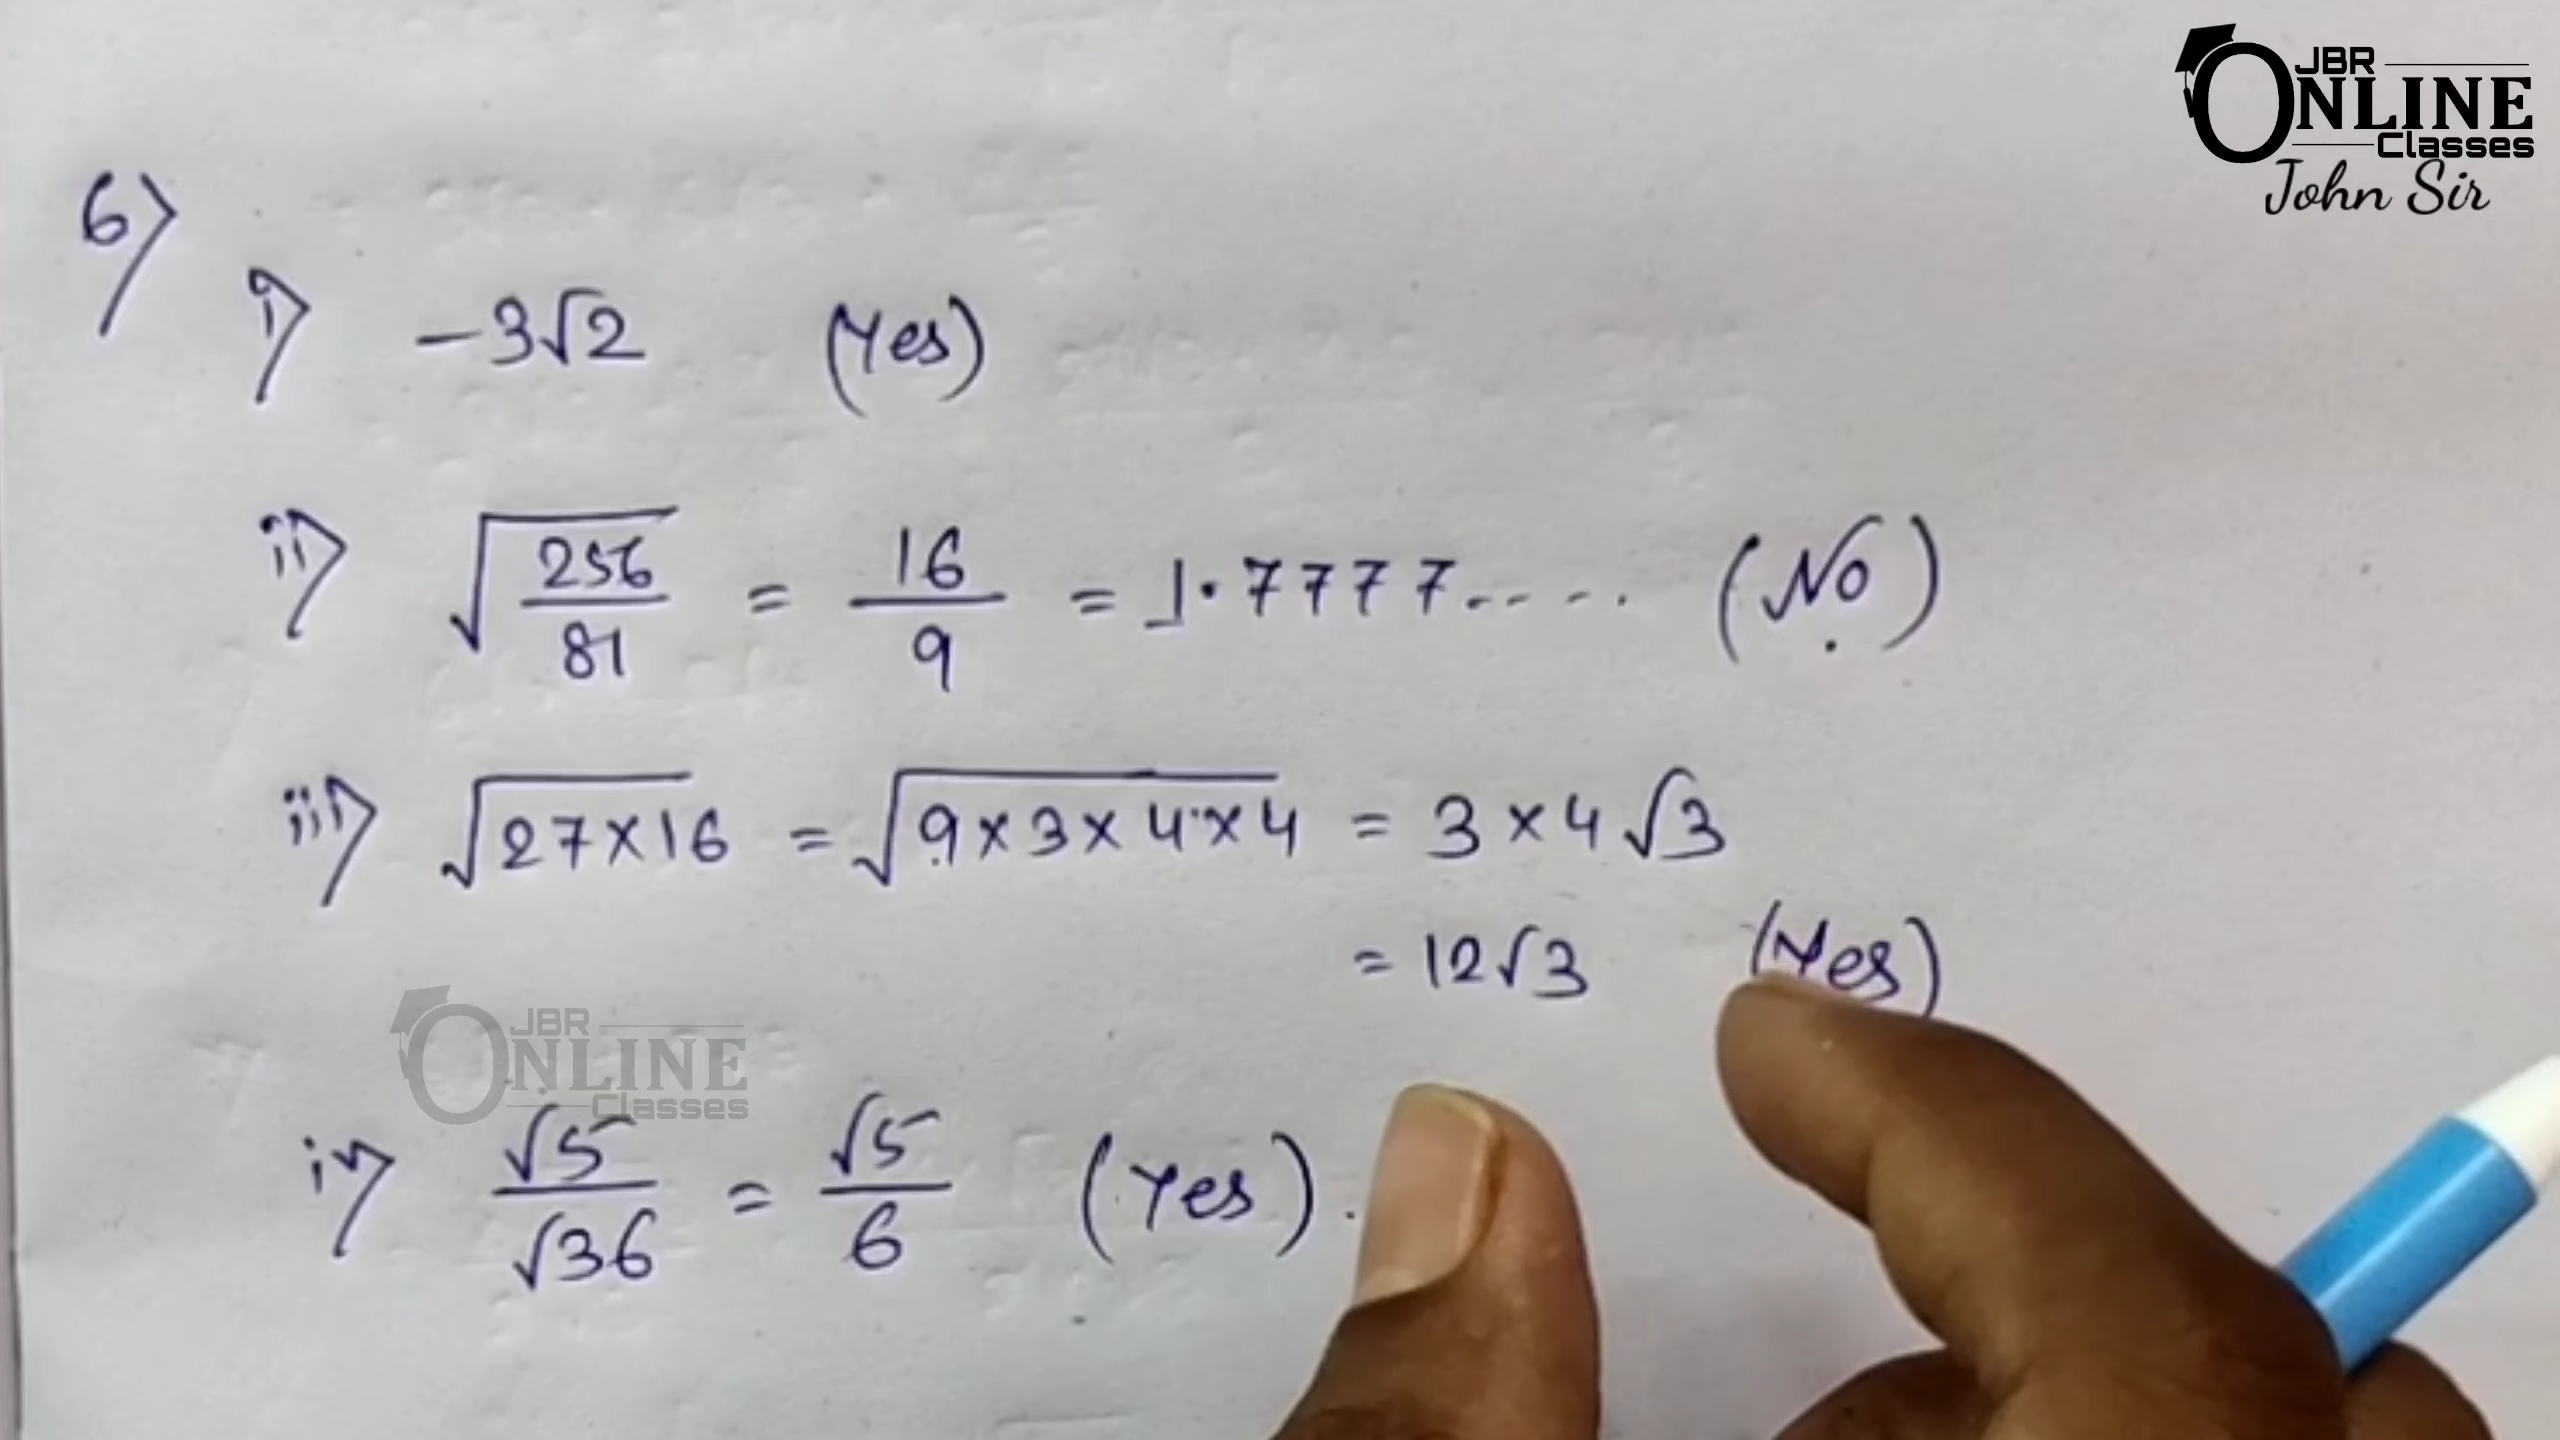 JBR
ONLINE
Classes
John Sir
6)
i) -3√2 (Yes)
ii) √(256/81) = 16/9 = 1.7777.... (No)
iii) √27×16 = √9×3×4×4 = 3×4√3
= 12√3 (Yes)
JBR
ONLINE
Classes
iv) √5/√36 = √5/6 (Yes).